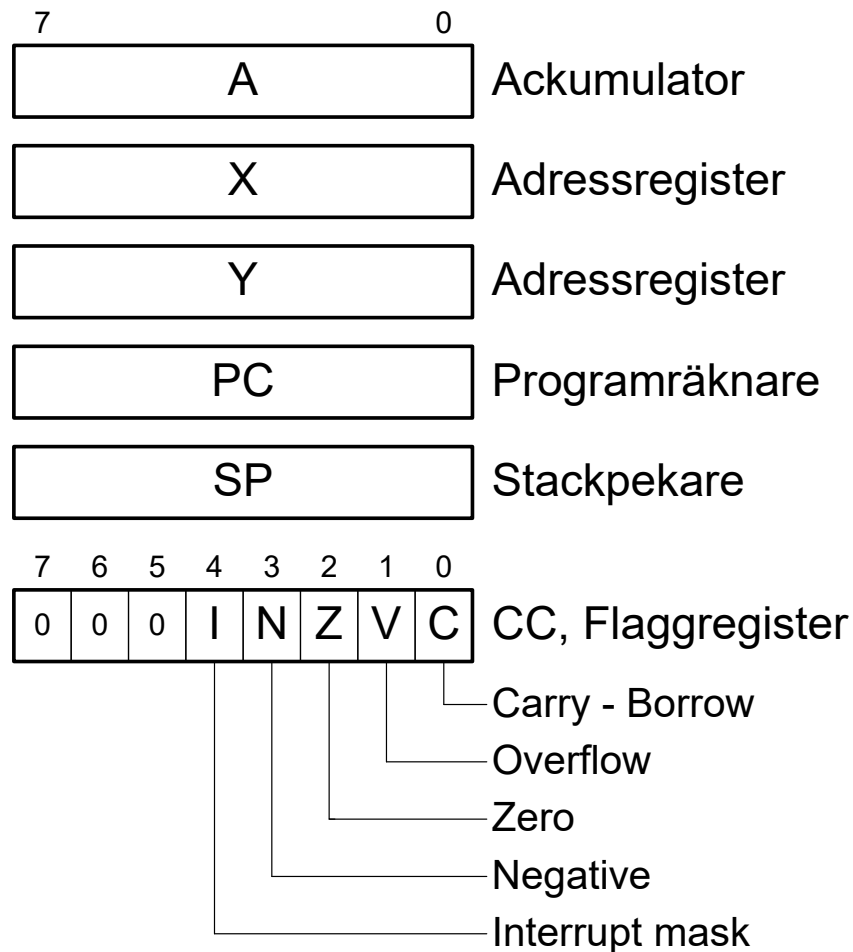 7 0
A Ackumulator
X Adressregister
Y Adressregister
PC Programräknare
SP Stackpekare
7 6 5 4 3 2 1 0
0 0 0 I N Z V C CC, Flaggregister
Carry - Borrow
Overflow
Zero
Negative
Interrupt mask